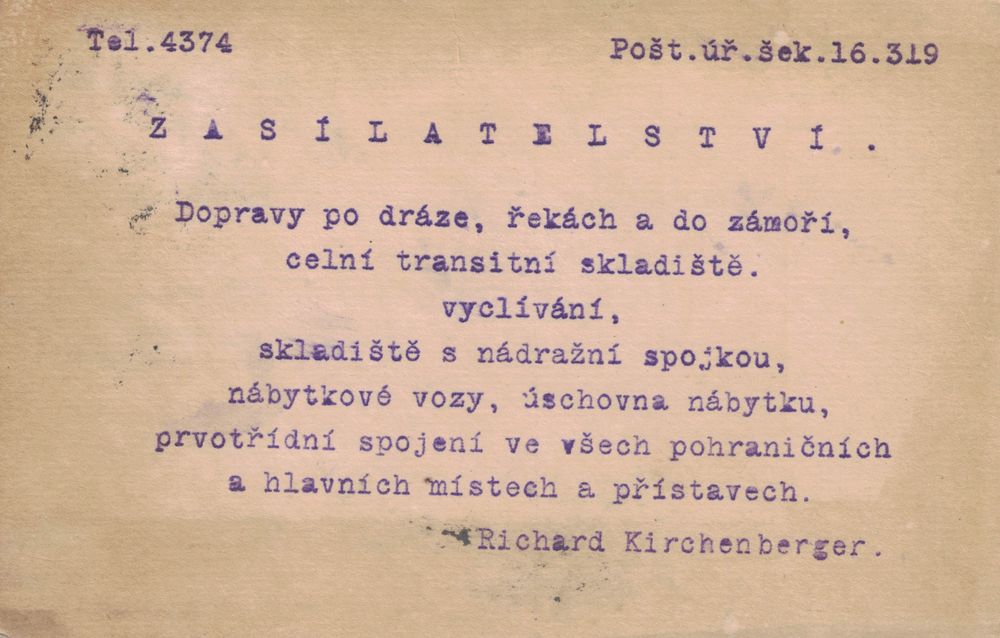 Tel.4374
Pošt.úř.šek.16.319
ZASÍLATELSTVÍ.
Dopravy po dráze, řekách a do zámoří,
celní transitní skladiště.
vyclívání,
skladiště s nádražní spojkou,
nábytkové vozy, úschovna nábytku,
prvotřídní spojení ve všech pohraničních
a hlavních místech a přístavech.
Richard Kirchenberger.